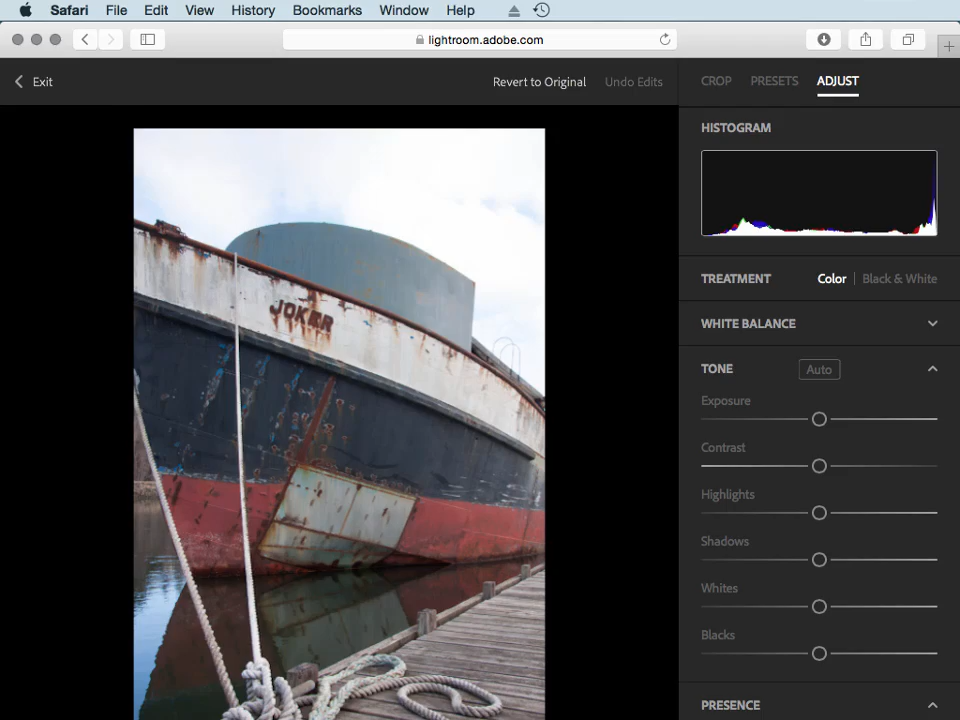 Safari File Edit View History Bookmarks Window Help
lightroom.adobe.com
Exit Revert to Original Undo Edits
CROP PRESETS ADJUST
HISTOGRAM
TREATMENT Color Black & White
WHITE BALANCE
JOKER
TONE Auto
Exposure
Contrast
Highlights
Shadows
Whites
Blacks
PRESENCE